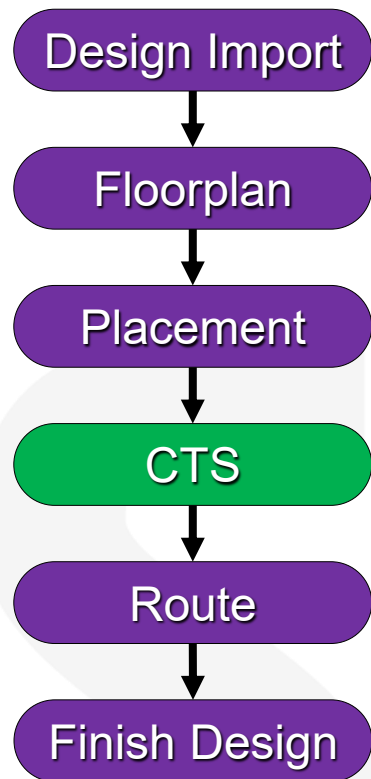 Design Import
Floorplan
Placement
CTS
Route
Finish Design